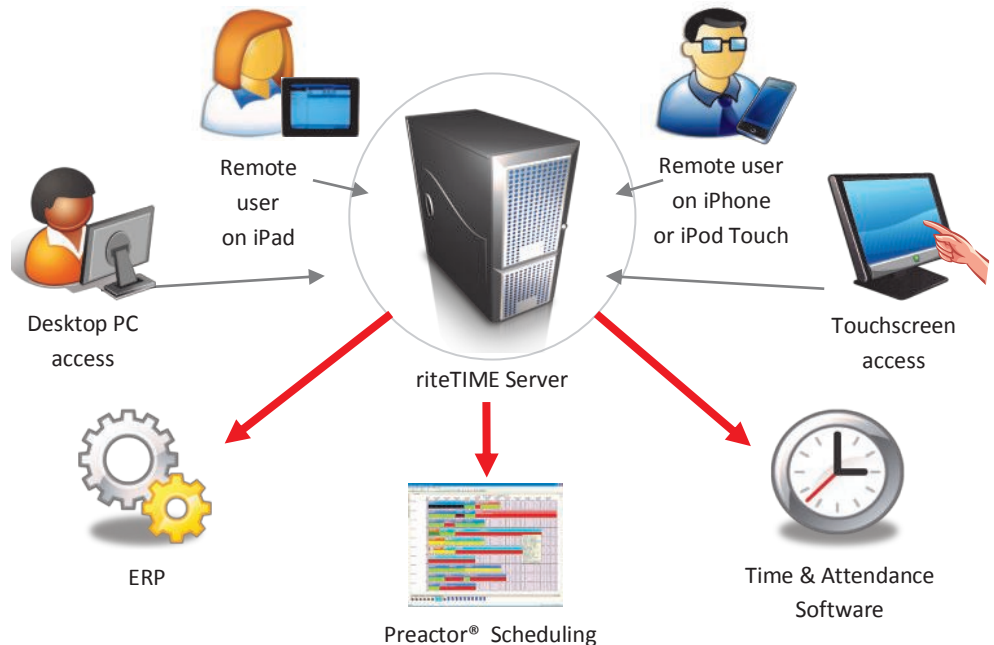 Remote
user
on iPad
Remote user
on iPhone
or iPod Touch
Desktop PC
access
Touchscreen
access
riteTIME Server
ERP
Time & Attendance
Software
Preactor® Scheduling